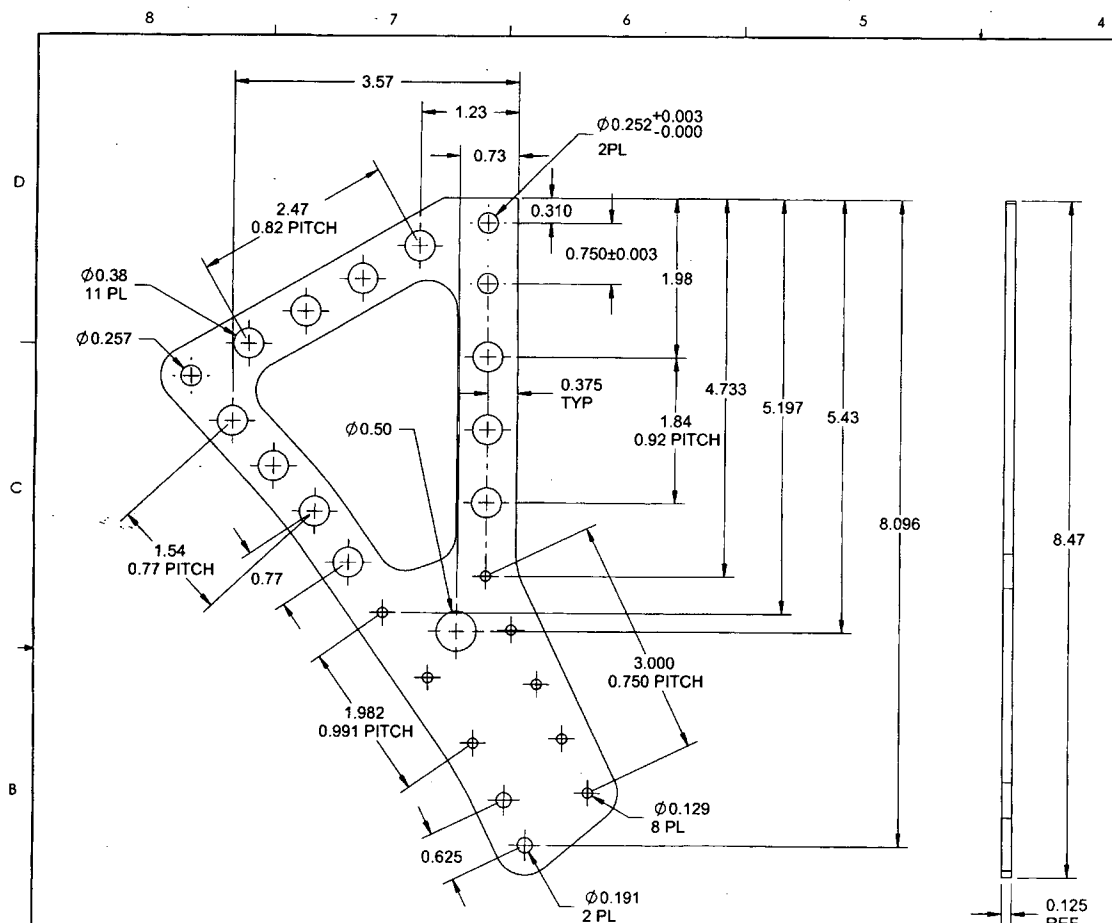 8 7 6 5 4
D
C
B
3.57
1.23
0.73
Ø0.252 +0.003
-0.000
2PL
0.310
0.750±0.003
2.47
0.82 PITCH
Ø0.38
11 PL
Ø0.257
1.98
0.375
TYP
4.733
5.197
5.43
1.84
0.92 PITCH
Ø0.50
8.096
8.47
1.54
0.77 PITCH
0.77
3.000
0.750 PITCH
1.982
0.991 PITCH
Ø0.129
8 PL
0.625
Ø0.191
2 PL
0.125
REF